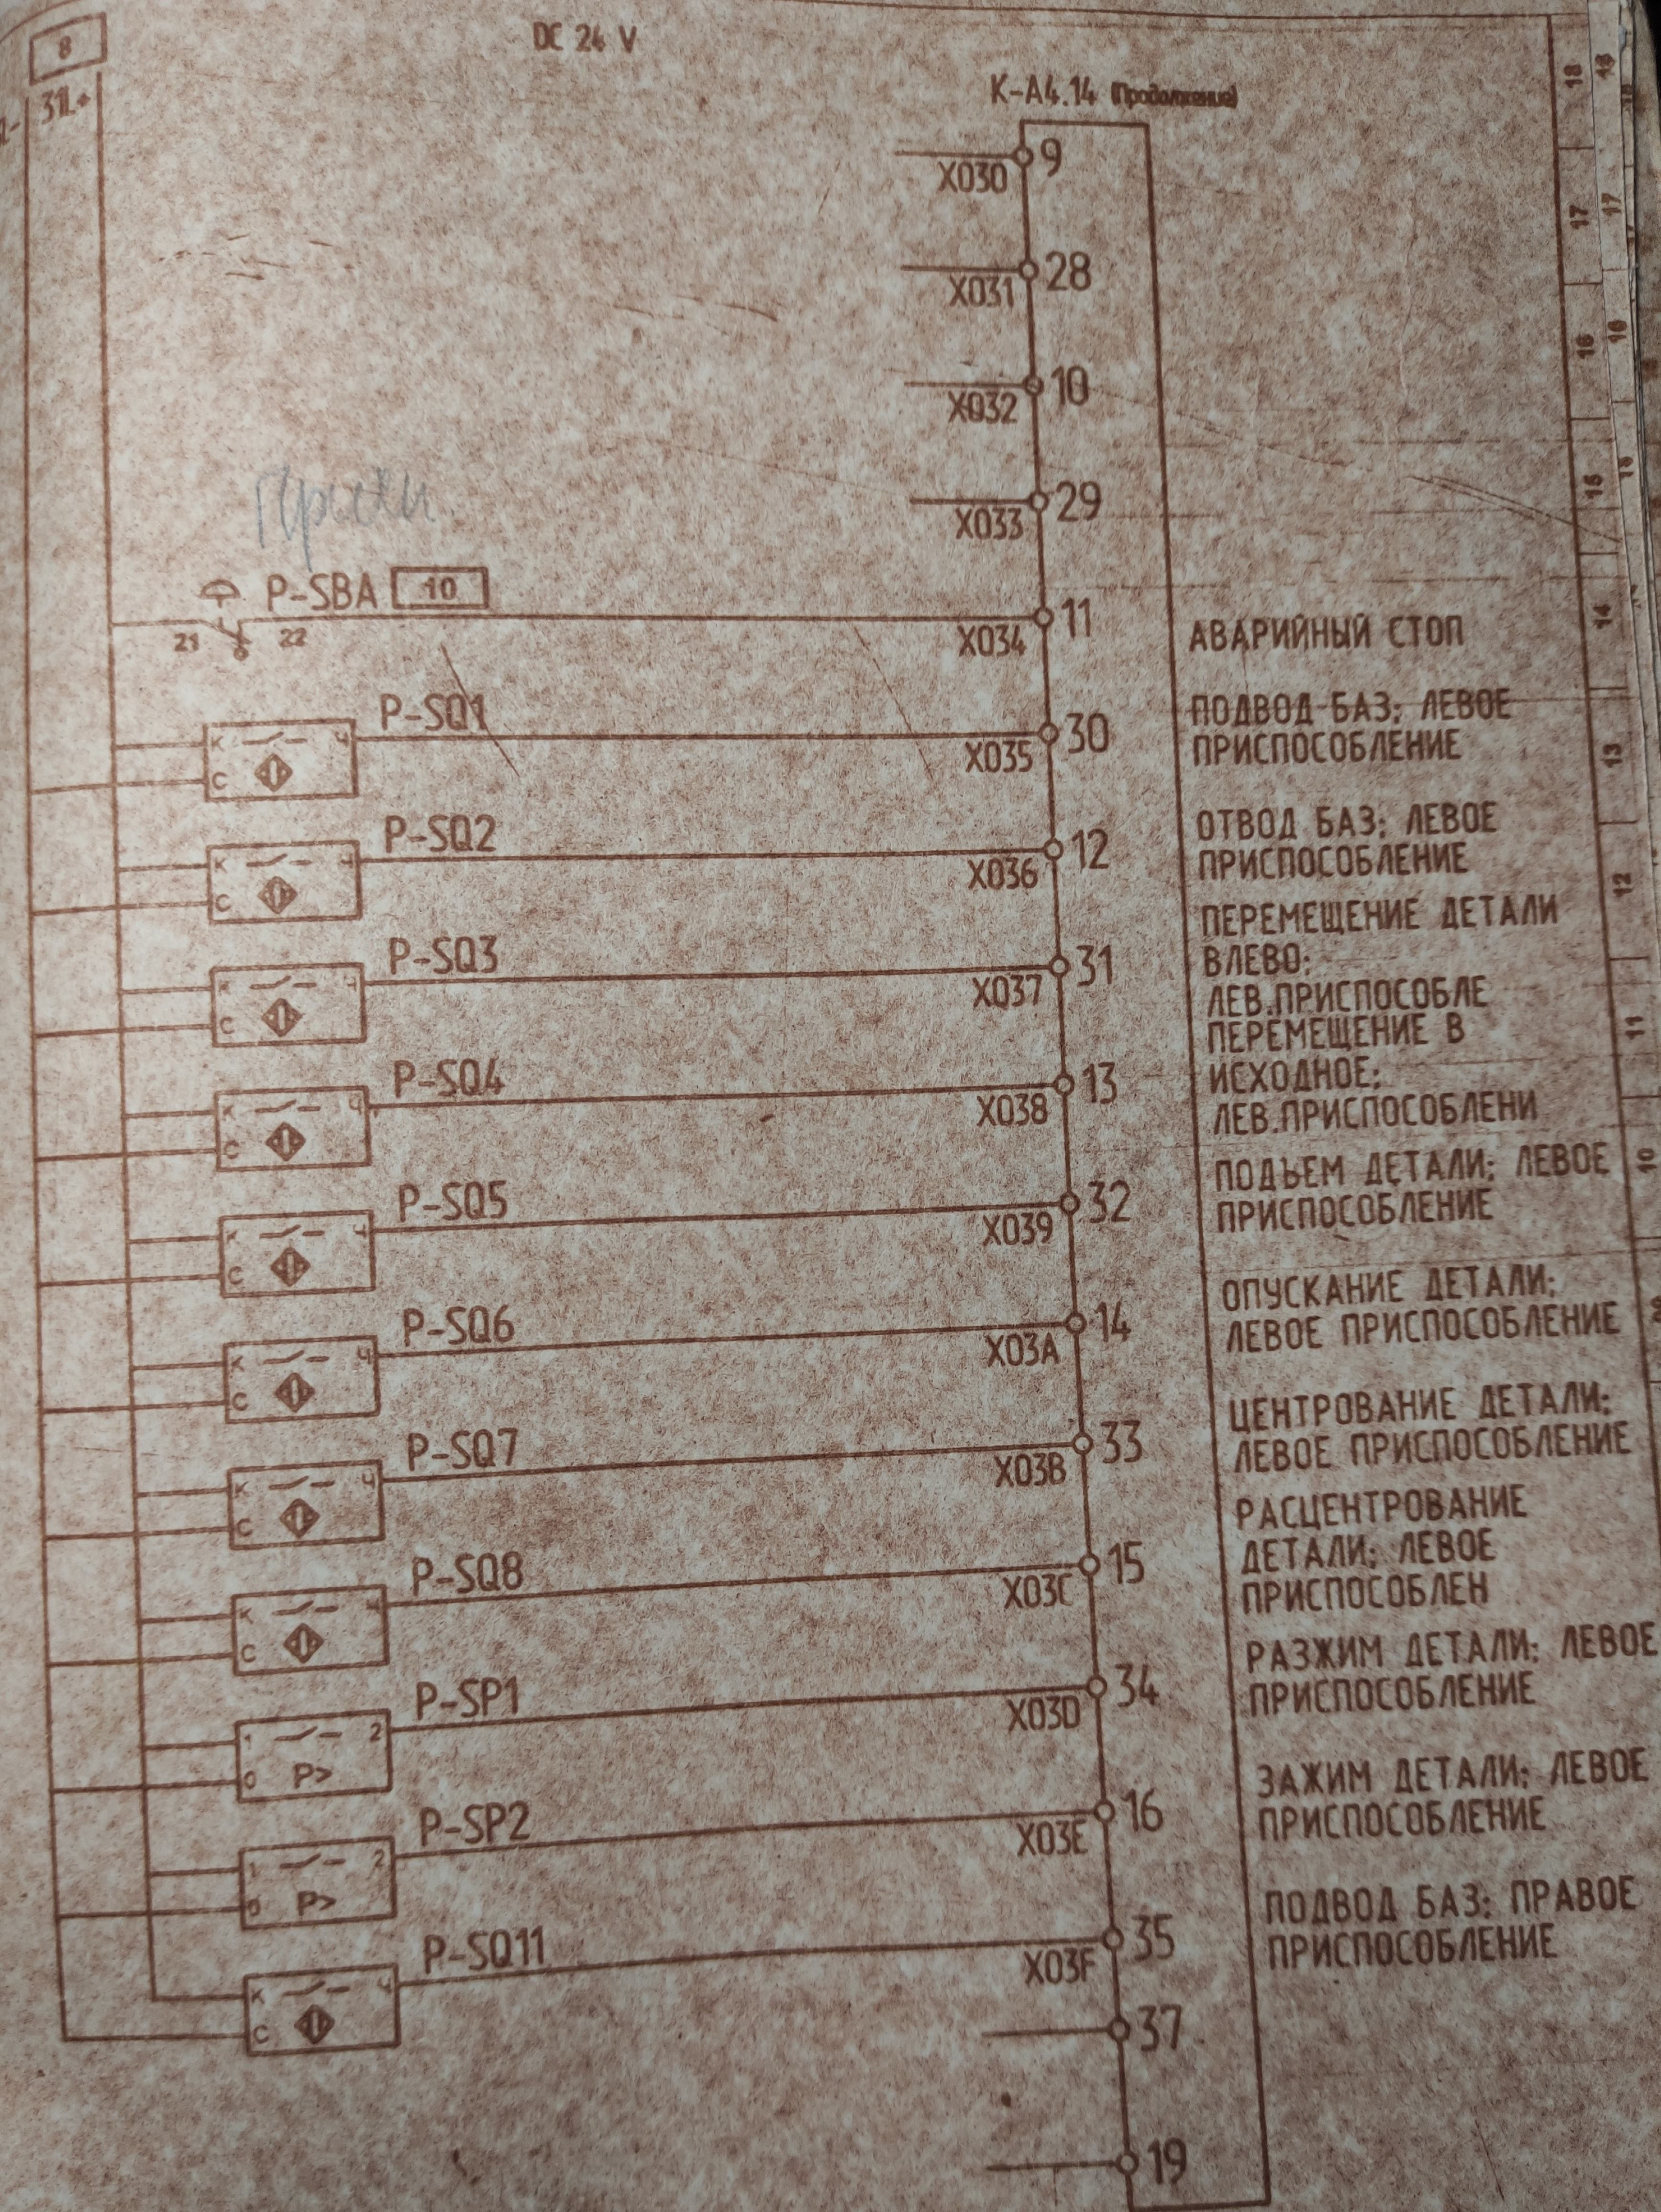 8
DC 24 V
31L+
K-A4.14 (Продолжение)
9
X030
28
X031
10
X032
29
X033
P-SBA 10
21 22
11
X034
АВАРИЙНЫЙ СТОП
P-SQ1
К Ч
С
30
X035
ПОДВОД БАЗ; ЛЕВОЕ
ПРИСПОСОБЛЕНИЕ
P-SQ2
К Ч
С
12
X036
ОТВОД БАЗ; ЛЕВОЕ
ПРИСПОСОБЛЕНИЕ
P-SQ3
К Ч
С
31
X037
ПЕРЕМЕЩЕНИЕ ДЕТАЛИ
ВЛЕВО;
ЛЕВ.ПРИСПОСОБЛЕ
P-SQ4
К Ч
С
13
X038
ПЕРЕМЕЩЕНИЕ В
ИСХОДНОЕ;
ЛЕВ.ПРИСПОСОБЛЕНИ
P-SQ5
К Ч
С
32
X039
ПОДЪЕМ ДЕТАЛИ; ЛЕВОЕ
ПРИСПОСОБЛЕНИЕ
P-SQ6
К Ч
С
14
X03A
ОПУСКАНИЕ ДЕТАЛИ;
ЛЕВОЕ ПРИСПОСОБЛЕНИЕ
P-SQ7
К Ч
С
33
X03B
ЦЕНТРОВАНИЕ ДЕТАЛИ;
ЛЕВОЕ ПРИСПОСОБЛЕНИЕ
P-SQ8
К Ч
С
15
X03C
РАСЦЕНТРОВАНИЕ
ДЕТАЛИ; ЛЕВОЕ
ПРИСПОСОБЛЕН
P-SP1
1 2
0 P>
34
X03D
РАЗЖИМ ДЕТАЛИ; ЛЕВОЕ
ПРИСПОСОБЛЕНИЕ
P-SP2
1 2
0 P>
16
X03E
ЗАЖИМ ДЕТАЛИ; ЛЕВОЕ
ПРИСПОСОБЛЕНИЕ
P-SQ11
К Ч
С
35
X03F
ПОДВОД БАЗ; ПРАВОЕ
ПРИСПОСОБЛЕНИЕ
37
19
18
17
16
15
14
13
12
11
10
18
17
16